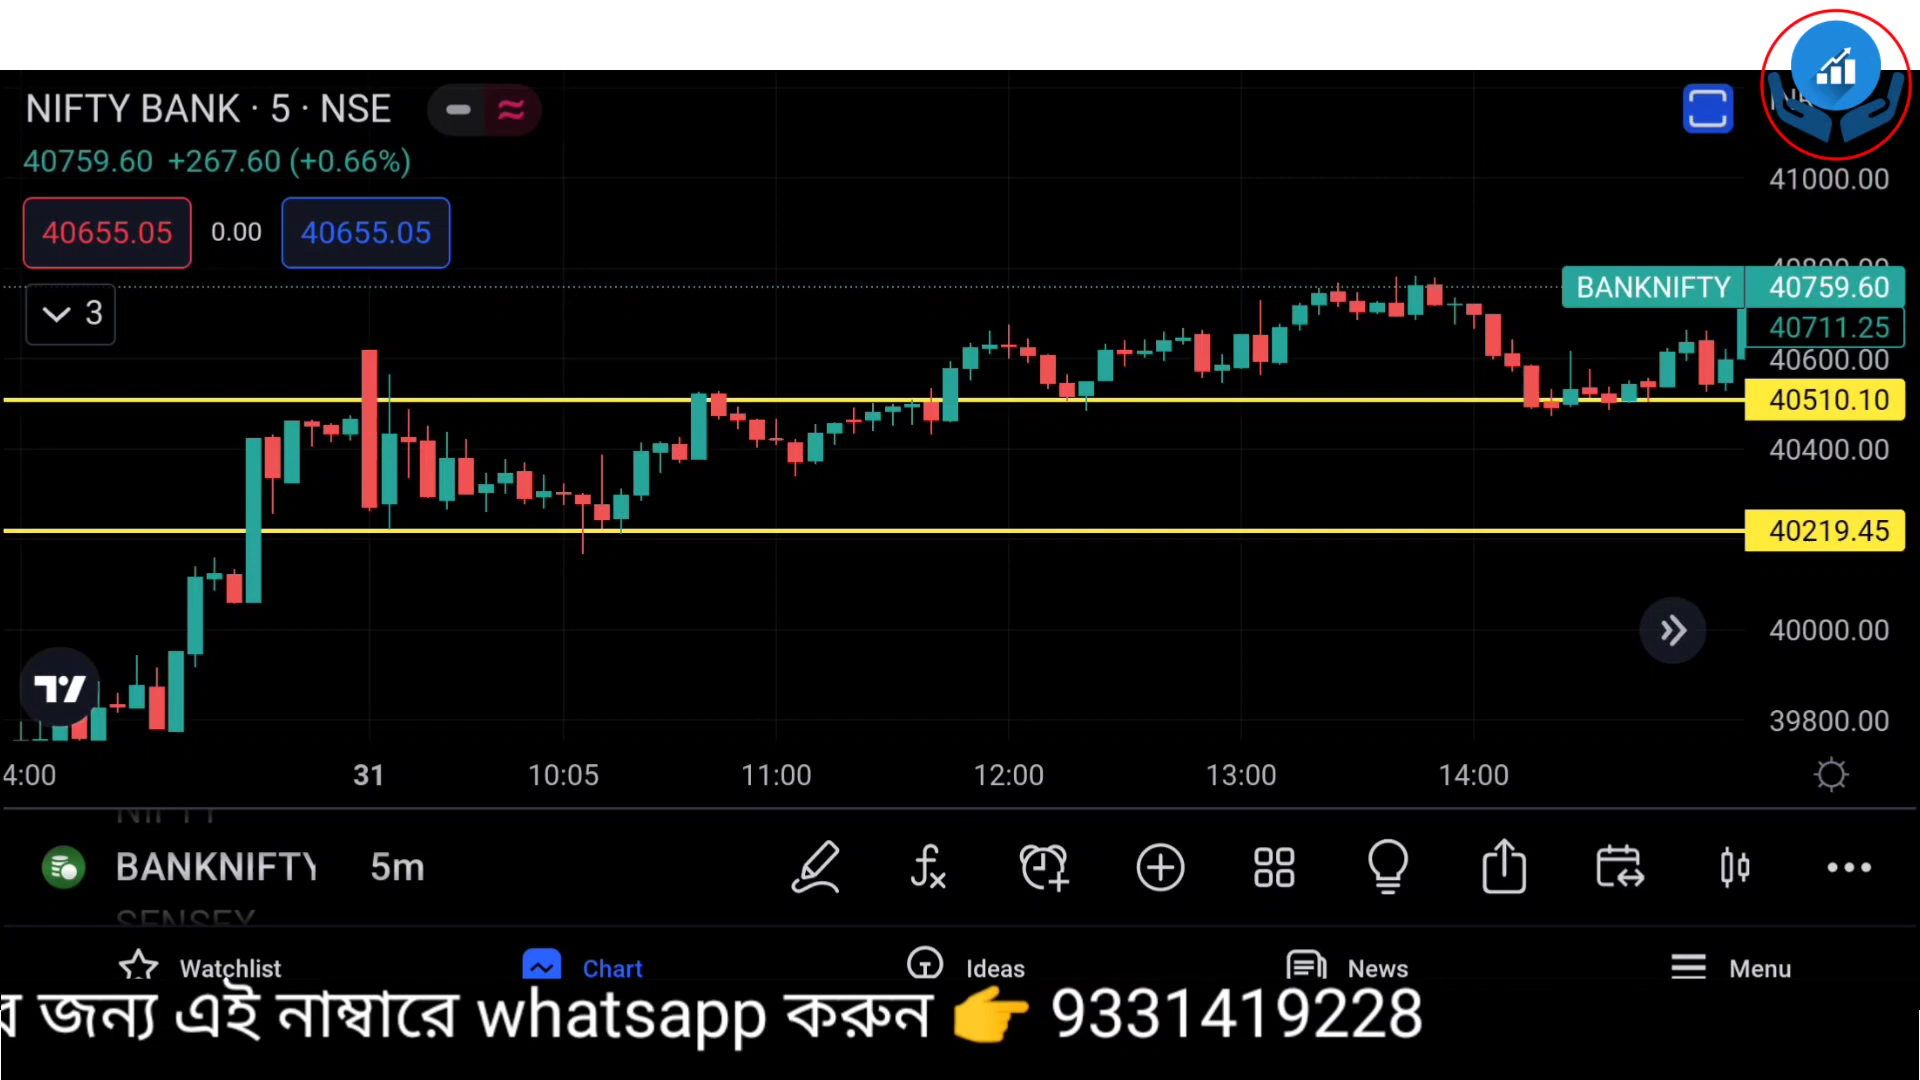 NIFTY BANK · 5 · NSE
40759.60 +267.60 (+0.66%)
40655.05 0.00 40655.05
3
41000.00
BANKNIFTY 40759.60
40711.25
40600.00
40510.10
40400.00
40219.45
40000.00
39800.00
4:00 31 10:05 11:00 12:00 13:00 14:00
NIFTY
BANKNIFTY 5m
SENSEX
Watchlist Chart Ideas News Menu
জন্য এই নাম্বারে whatsapp করুন 👉 9331419228